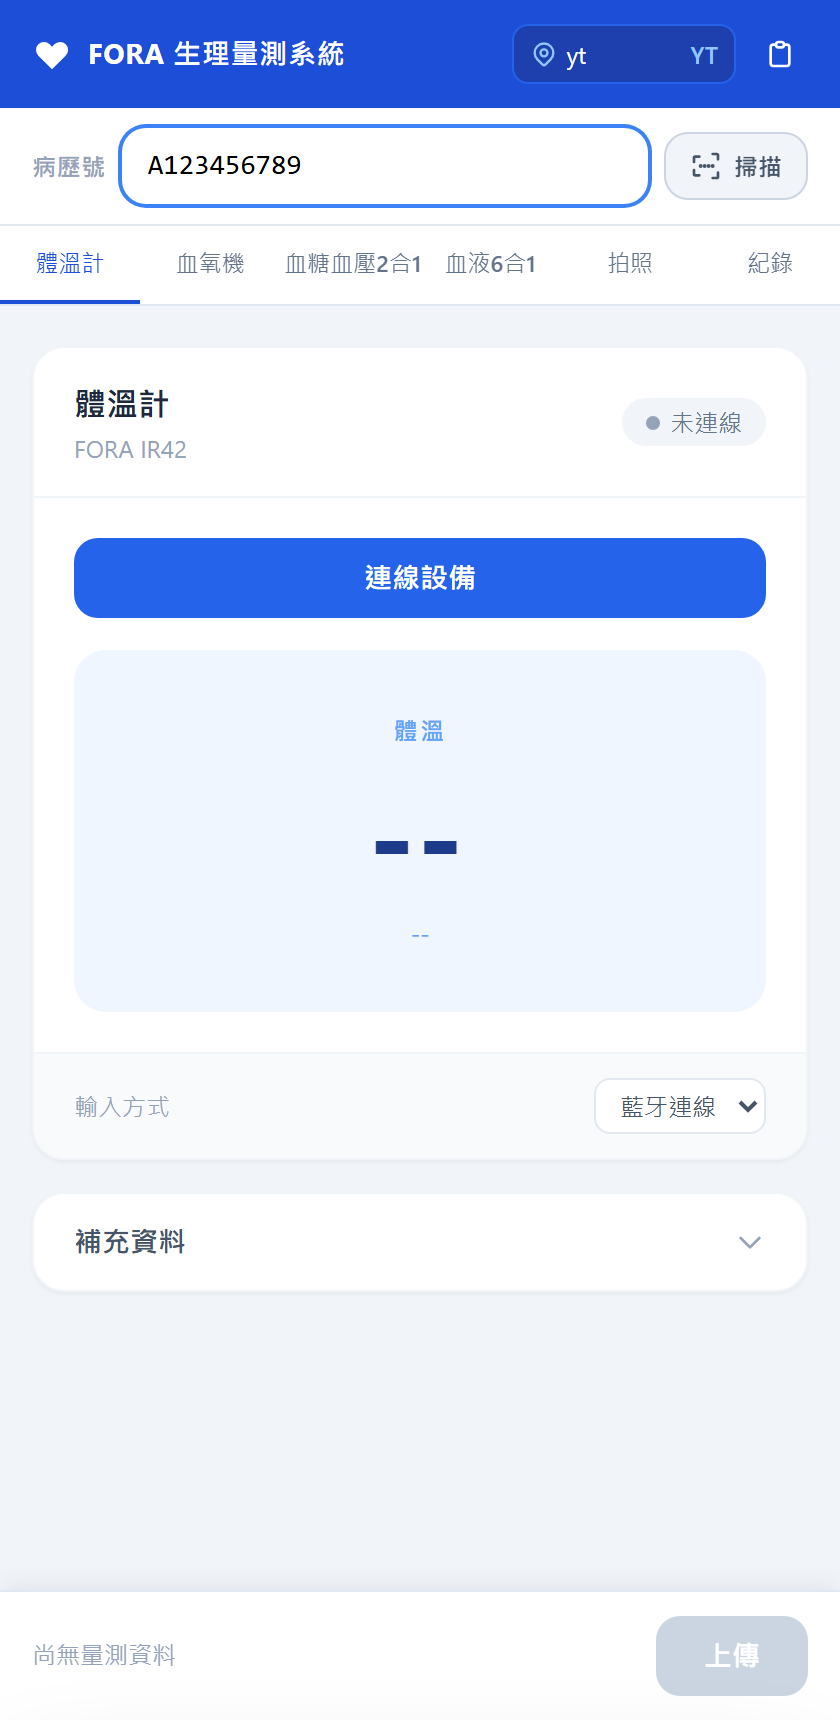 FORA 生理量測系統 yt YT
病歷號 A123456789 掃描
體溫計 血氧機 血糖血壓2合1 血液6合1 拍照 紀錄
體溫計
FORA IR42
未連線
連線設備
體溫
--
--
輸入方式 藍牙連線
補充資料
尚無量測資料 上傳